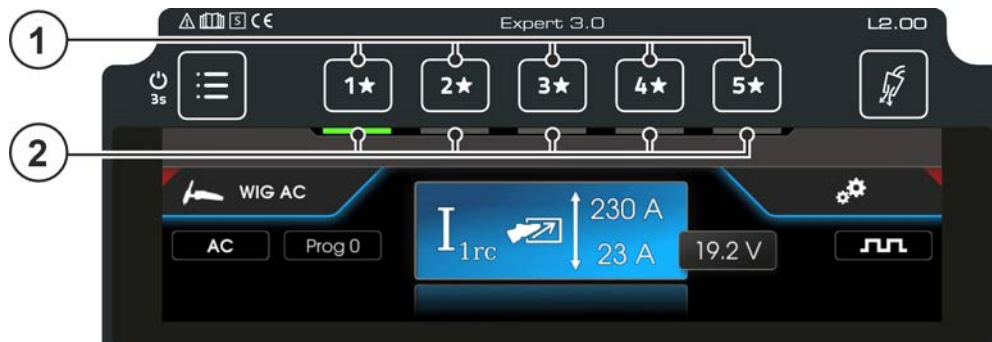 CE Expert 3.0 L2.00
1
3s 1★ 2★ 3★ 4★ 5★
2
WIG AC
AC Prog 0 I1rc 230 A
23 A 19.2 V